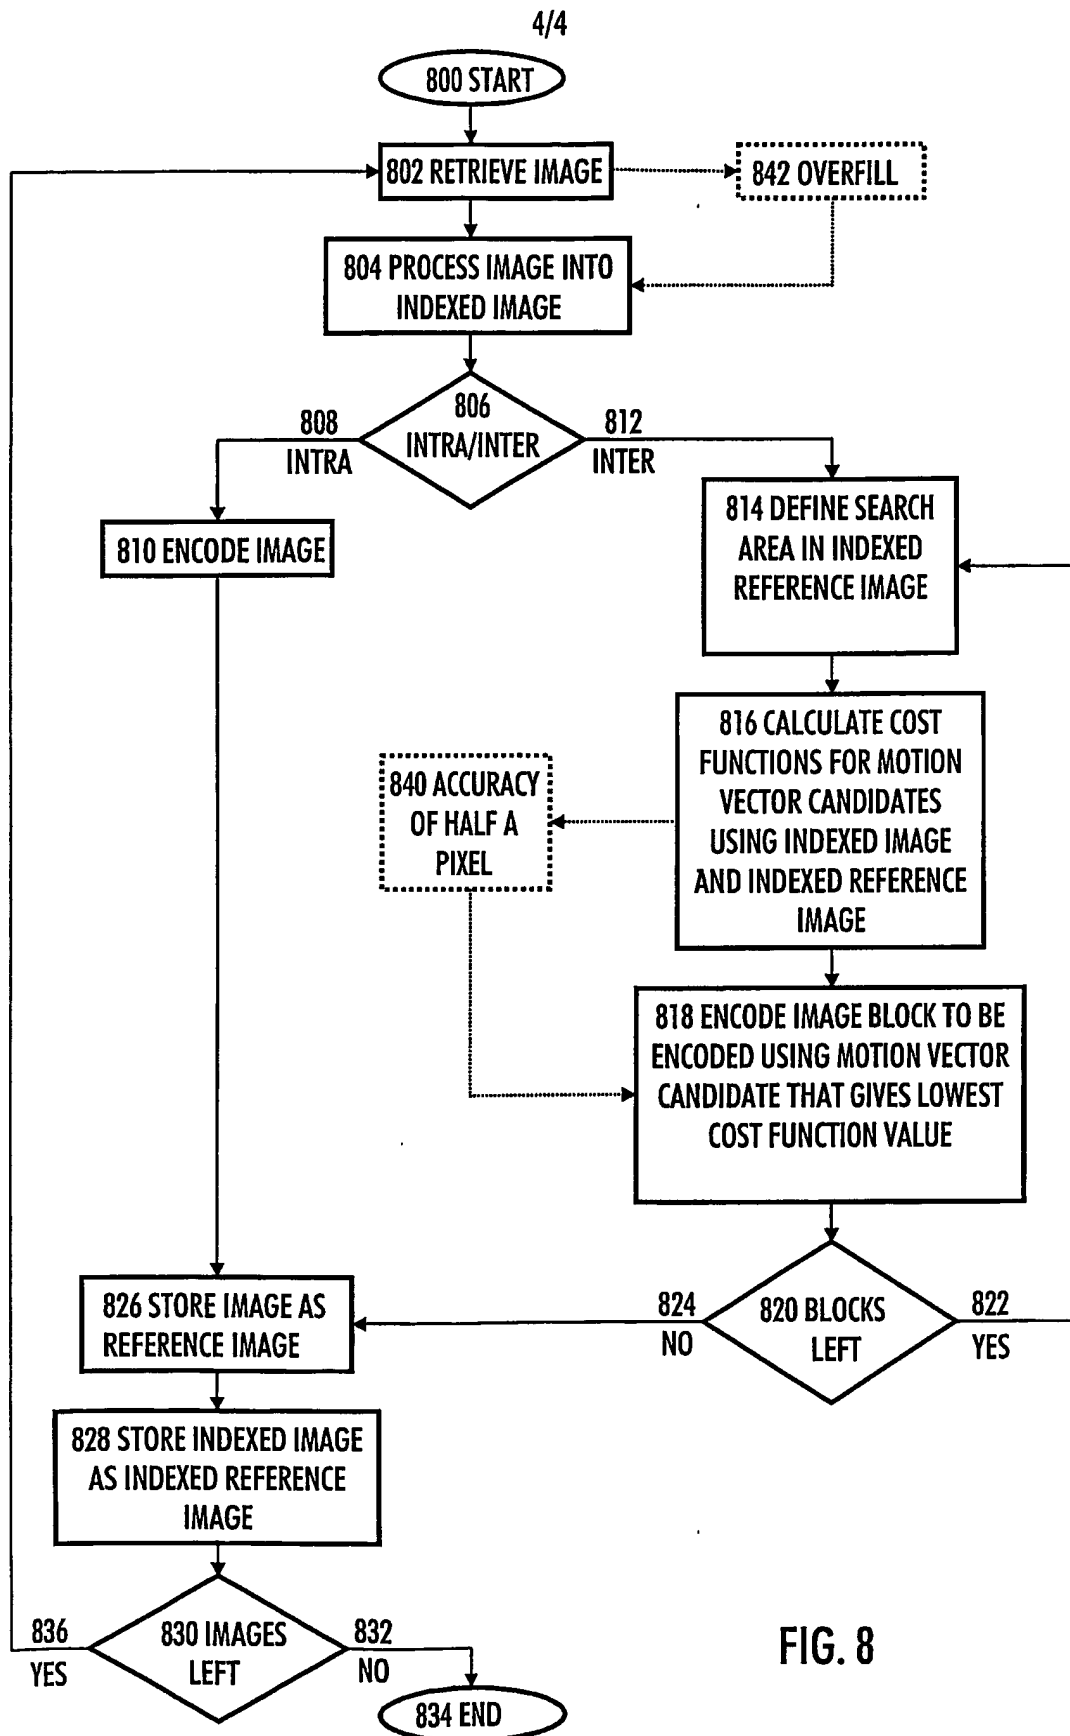 4/4
800 START
802 RETRIEVE IMAGE
842 OVERFILL
804 PROCESS IMAGE INTO
INDEXED IMAGE
806
INTRA/INTER
808
INTRA
812
INTER
810 ENCODE IMAGE
814 DEFINE SEARCH
AREA IN INDEXED
REFERENCE IMAGE
816 CALCULATE COST
FUNCTIONS FOR MOTION
VECTOR CANDIDATES
USING INDEXED IMAGE
AND INDEXED REFERENCE
IMAGE
840 ACCURACY
OF HALF A
PIXEL
818 ENCODE IMAGE BLOCK TO BE
ENCODED USING MOTION VECTOR
CANDIDATE THAT GIVES LOWEST
COST FUNCTION VALUE
820 BLOCKS
LEFT
822
YES
824
NO
826 STORE IMAGE AS
REFERENCE IMAGE
828 STORE INDEXED IMAGE
AS INDEXED REFERENCE
IMAGE
830 IMAGES
LEFT
836
YES
832
NO
834 END
FIG. 8